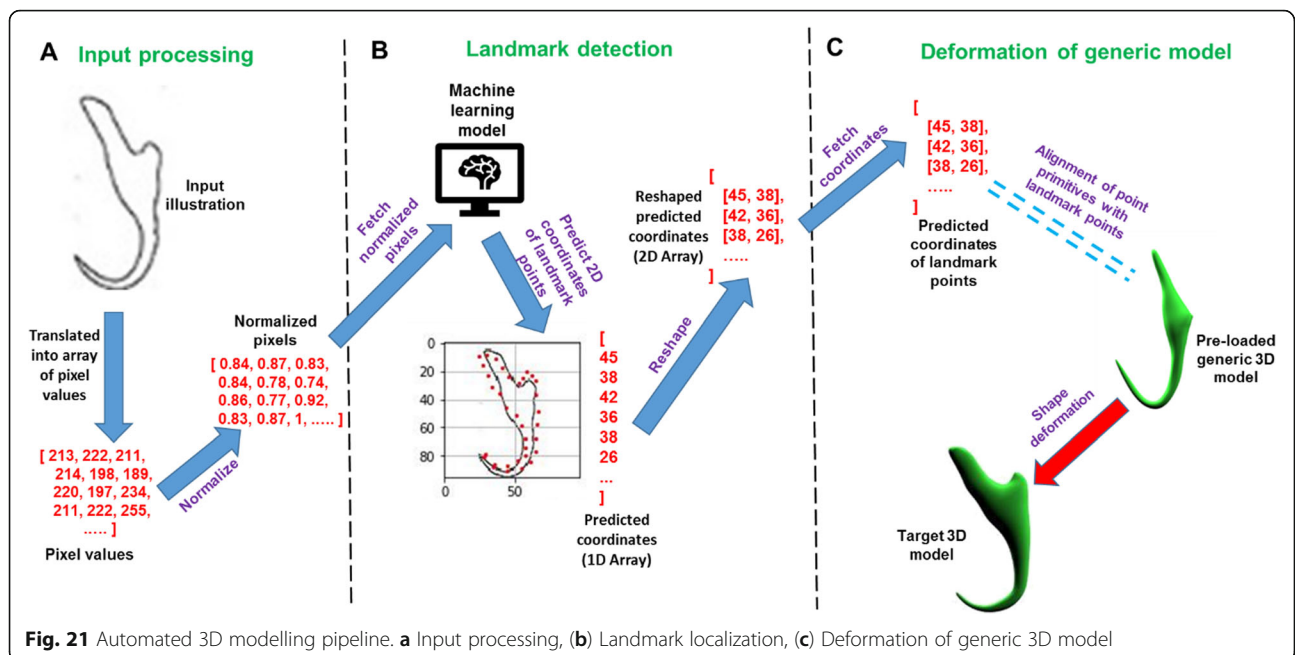 A Input processing
Input
illustration
Translated
into array
of pixel
values
[ 213, 222, 211,
214, 198, 189,
220, 197, 234,
211, 222, 255,
..... ]
Pixel values
Normalize
Normalized
pixels
[ 0.84, 0.87, 0.83,
0.84, 0.78, 0.74,
0.86, 0.77, 0.92,
0.83, 0.87, 1, ..... ]
B Landmark detection
Fetch
normalized
pixels
Machine
learning
model
Predict 2D
coordinates
of landmark
points
0
20
40
60
80
0
50
[
45
38
42
36
38
26
...
]
Predicted
coordinates
(1D Array)
Reshape
Reshaped
predicted
coordinates
(2D Array)
[
[45, 38],
[42, 36],
[38, 26],
.....
]
C Deformation of generic model
Fetch
coordinates
[
[45, 38],
[42, 36],
[38, 26],
.....
]
Predicted
coordinates
of landmark
points
Alignment of point
primitives with
landmark points
Pre-loaded
generic 3D
model
Shape
deformation
Target 3D
model
Fig. 21 Automated 3D modelling pipeline. a Input processing, (b) Landmark localization, (c) Deformation of generic 3D model